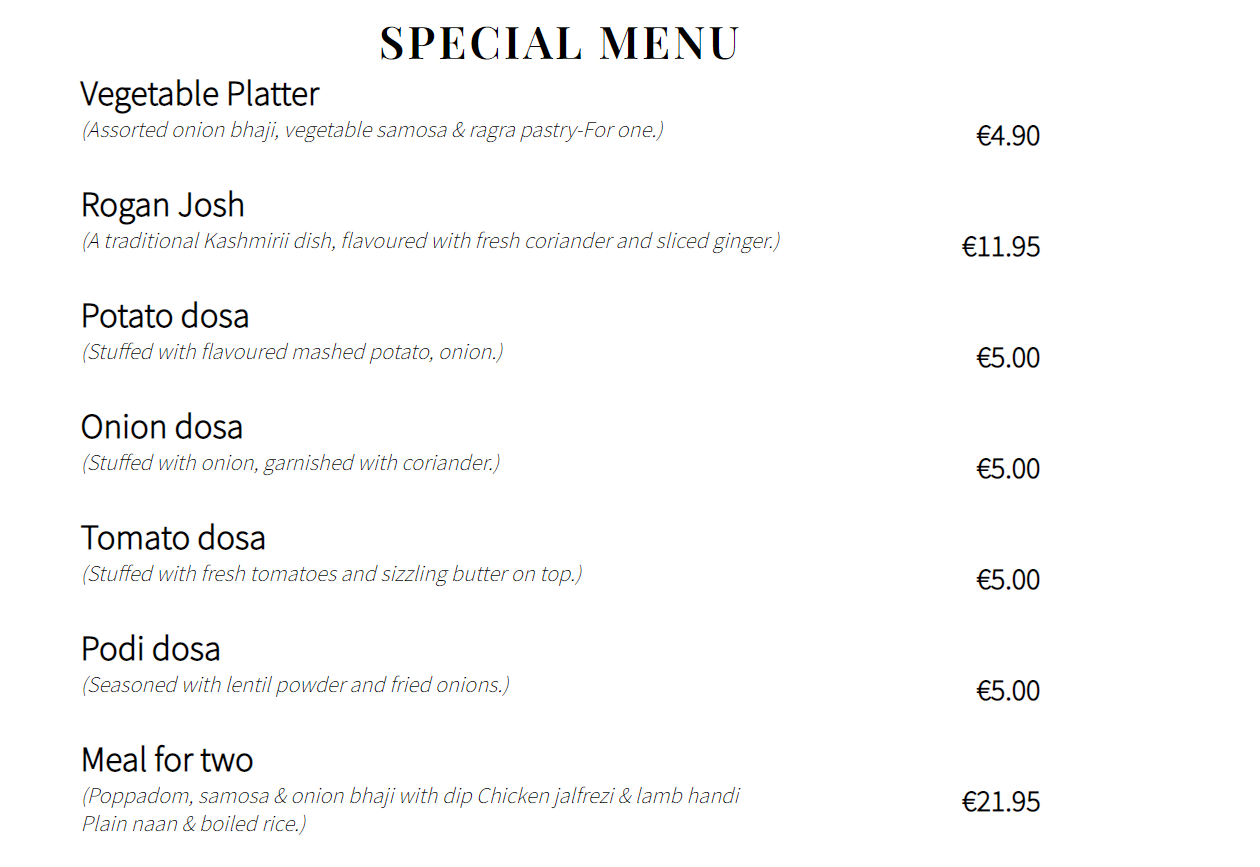 SPECIAL MENU
Vegetable Platter
(Assorted onion bhaji, vegetable samosa & ragra pastry-For one.)
€4.90
Rogan Josh
(A traditional Kashmirii dish, flavoured with fresh coriander and sliced ginger.)
€11.95
Potato dosa
(Stuffed with flavoured mashed potato, onion.)
€5.00
Onion dosa
(Stuffed with onion, garnished with coriander.)
€5.00
Tomato dosa
(Stuffed with fresh tomatoes and sizzling butter on top.)
€5.00
Podi dosa
(Seasoned with lentil powder and fried onions.)
€5.00
Meal for two
(Poppadom, samosa & onion bhaji with dip Chicken jalfrezi & lamb handi
Plain naan & boiled rice.)
€21.95